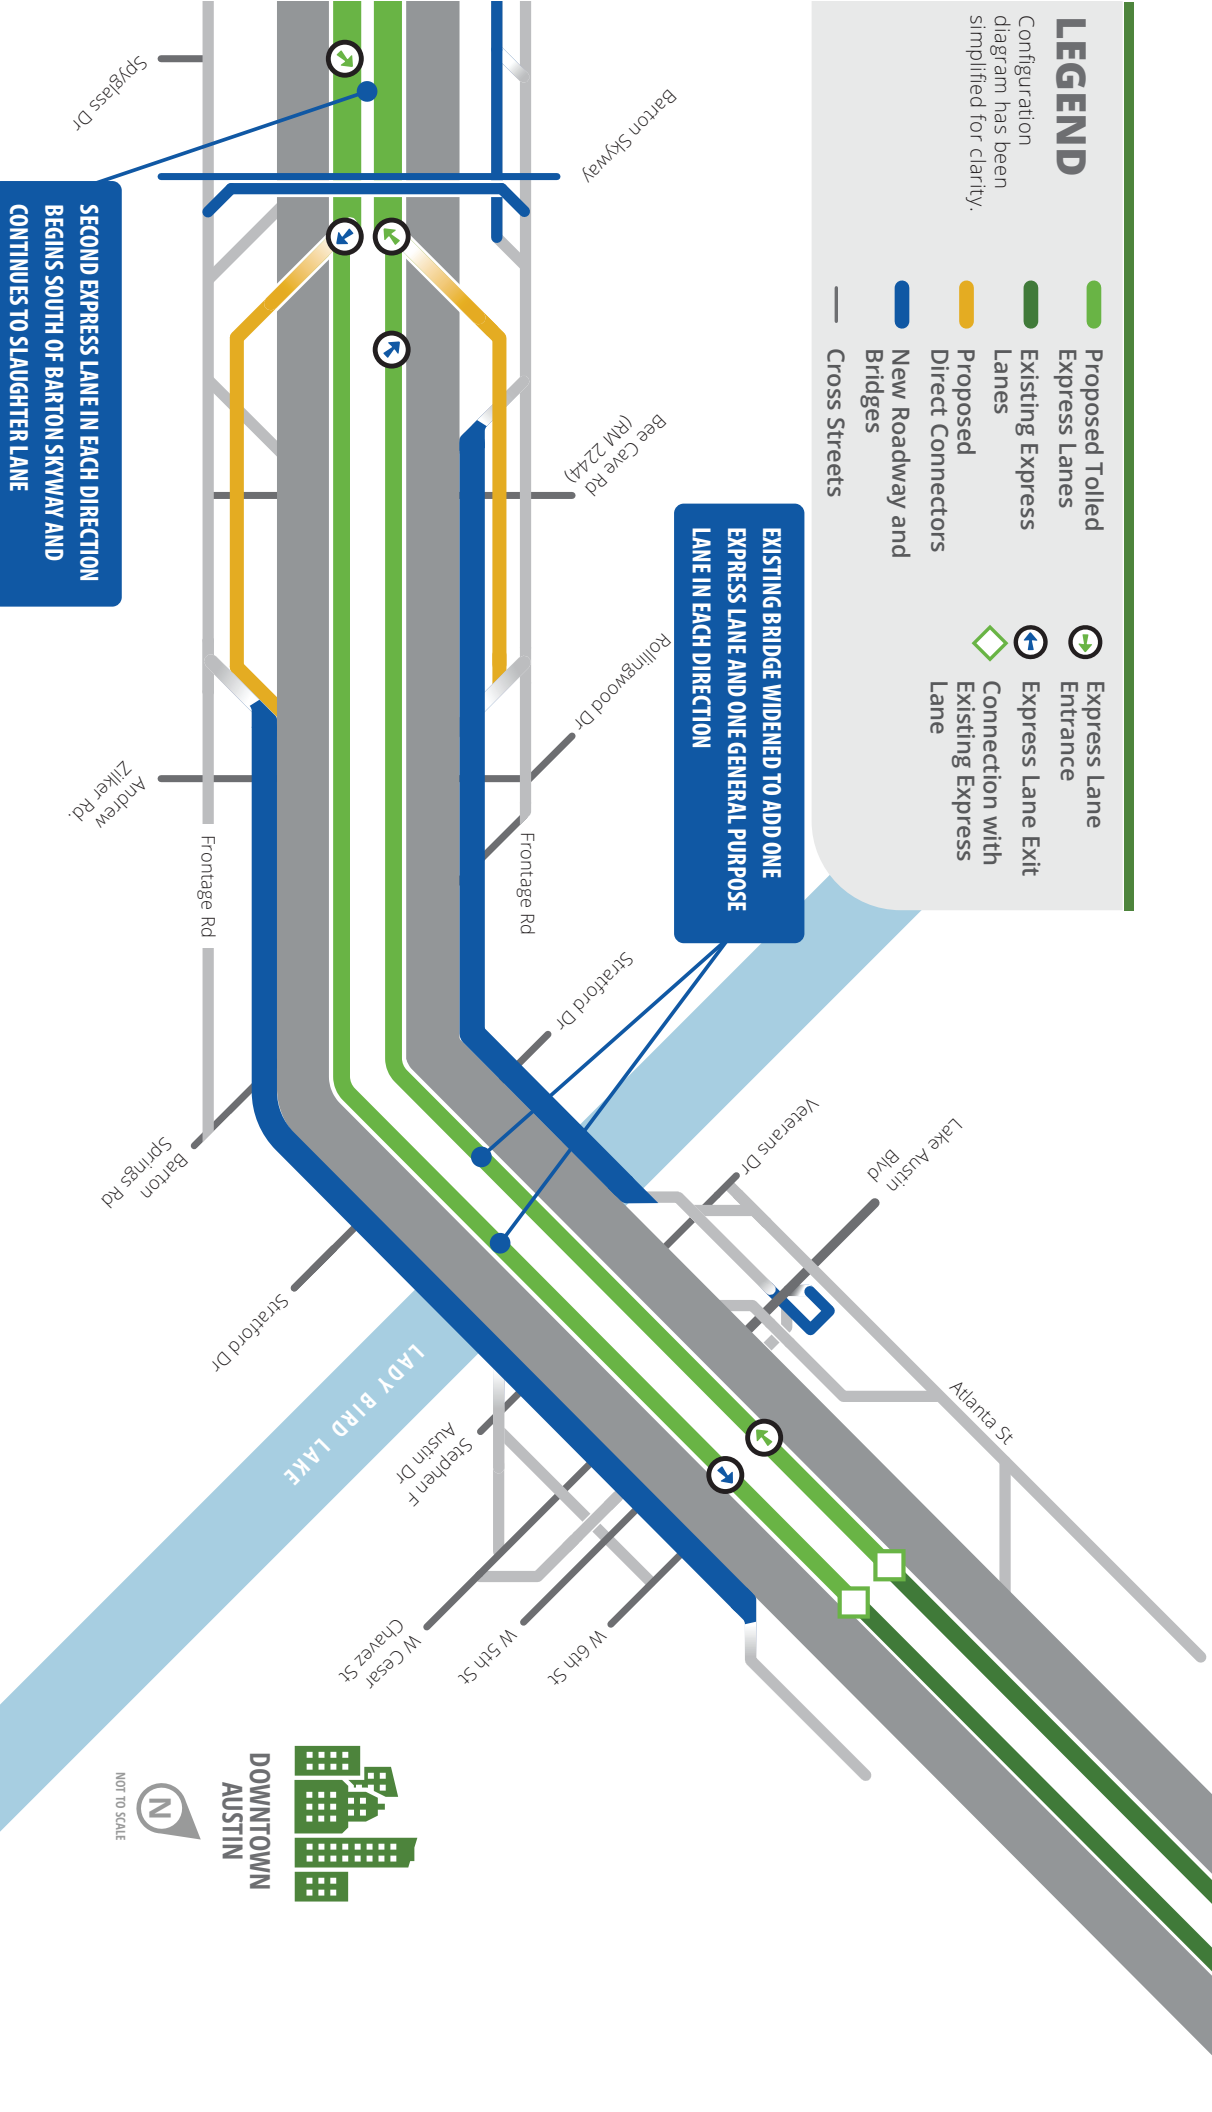 LEGEND
Configuration
diagram has been
simplified for clarity.
Proposed Tolled
Express Lanes
Existing Express
Lanes
Proposed
Direct Connectors
New Roadway and
Bridges
Cross Streets
Express Lane
Entrance
Express Lane Exit
Connection with
Existing Express
Lane
Barton Skyway
Bee Cave Rd
(RM 2244)
Rollingwood Dr
EXISTING BRIDGE WIDENED TO ADD ONE
EXPRESS LANE AND ONE GENERAL PURPOSE
LANE IN EACH DIRECTION
Frontage Rd
Stratford Dr
Veterans Dr
Lake Austin
Blvd
Atlanta St
Spyglass Dr
SECOND EXPRESS LANE IN EACH DIRECTION
BEGINS SOUTH OF BARTON SKYWAY AND
CONTINUES TO SLAUGHTER LANE
Andrew
Zilker Rd.
Frontage Rd
Barton
Springs Rd
Stratford Dr
LADY BIRD LAKE
Stephen F
Austin Dr
W Cesar
Chavez St
W 5th St
W 6th St
DOWNTOWN
AUSTIN
N
NOT TO SCALE